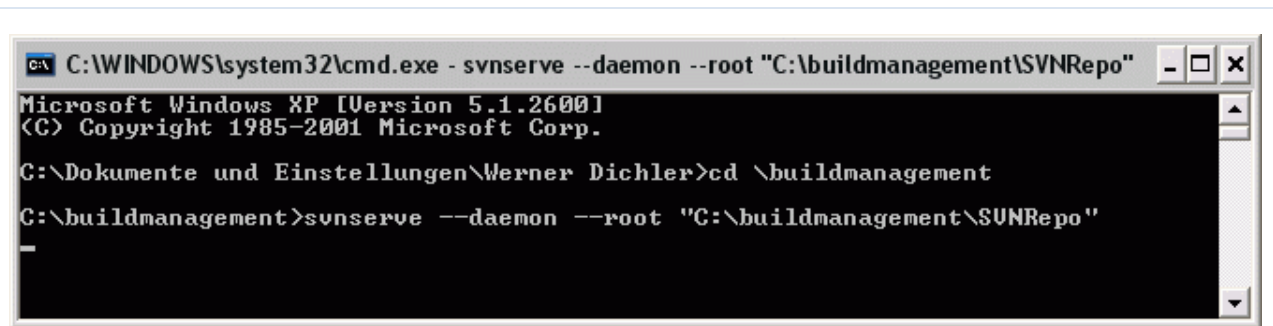 C:\WINDOWS\system32\cmd.exe - svnserve --daemon --root "C:\buildmanagement\SVNRepo"
Microsoft Windows XP [Version 5.1.2600]
(C) Copyright 1985-2001 Microsoft Corp.
C:\Dokumente und Einstellungen\Werner Dichler>cd \buildmanagement
C:\buildmanagement>svnserve --daemon --root "C:\buildmanagement\SVNRepo"